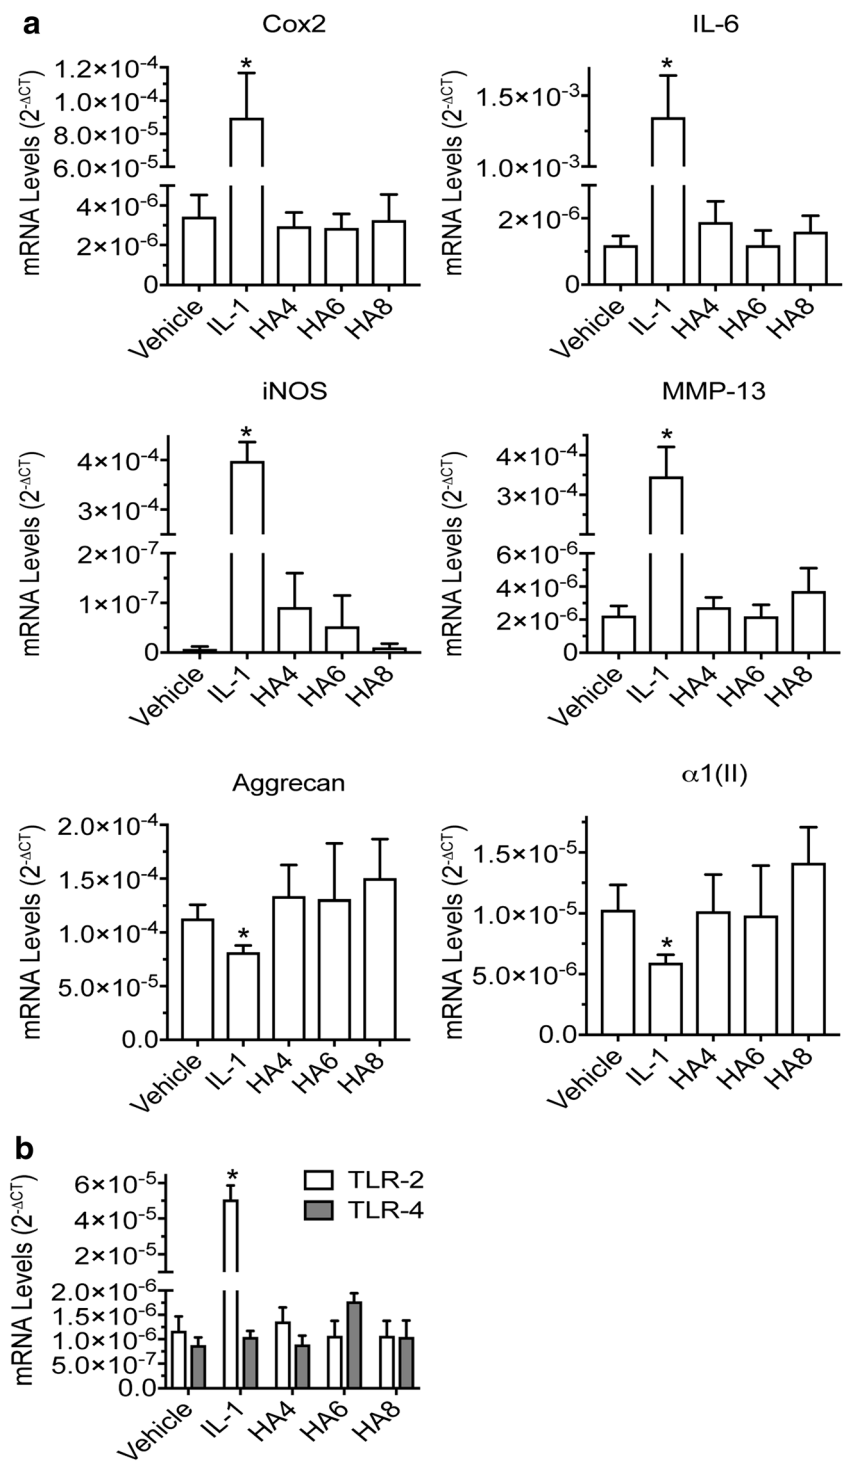 a
Cox2
mRNA Levels (2-ΔCT)
1.2×10-4
1.0×10-4
8.0×10-5
6.0×10-5
4×10-6
2×10-6
0
Vehicle
IL-1
HA4
HA6
HA8
*
IL-6
mRNA Levels (2-ΔCT)
1.5×10-3
1.0×10-3
2×10-6
0
Vehicle
IL-1
HA4
HA6
HA8
*
iNOS
mRNA Levels (2-ΔCT)
4×10-4
3×10-4
2×10-7
1×10-7
0
Vehicle
IL-1
HA4
HA6
HA8
*
MMP-13
mRNA Levels (2-ΔCT)
4×10-4
3×10-4
6×10-6
4×10-6
2×10-6
0
Vehicle
IL-1
HA4
HA6
HA8
*
Aggrecan
mRNA Levels (2-ΔCT)
2.0×10-4
1.5×10-4
1.0×10-4
5.0×10-5
0.0
Vehicle
IL-1
HA4
HA6
HA8
*
α1(II)
mRNA Levels (2-ΔCT)
1.5×10-5
1.0×10-5
5.0×10-6
0.0
Vehicle
IL-1
HA4
HA6
HA8
*
b
mRNA Levels (2-ΔCT)
6×10-5
4×10-5
2×10-5
2.0×10-6
1.5×10-6
1.0×10-6
5.0×10-7
0.0
Vehicle
IL-1
HA4
HA6
HA8
*
TLR-2
TLR-4